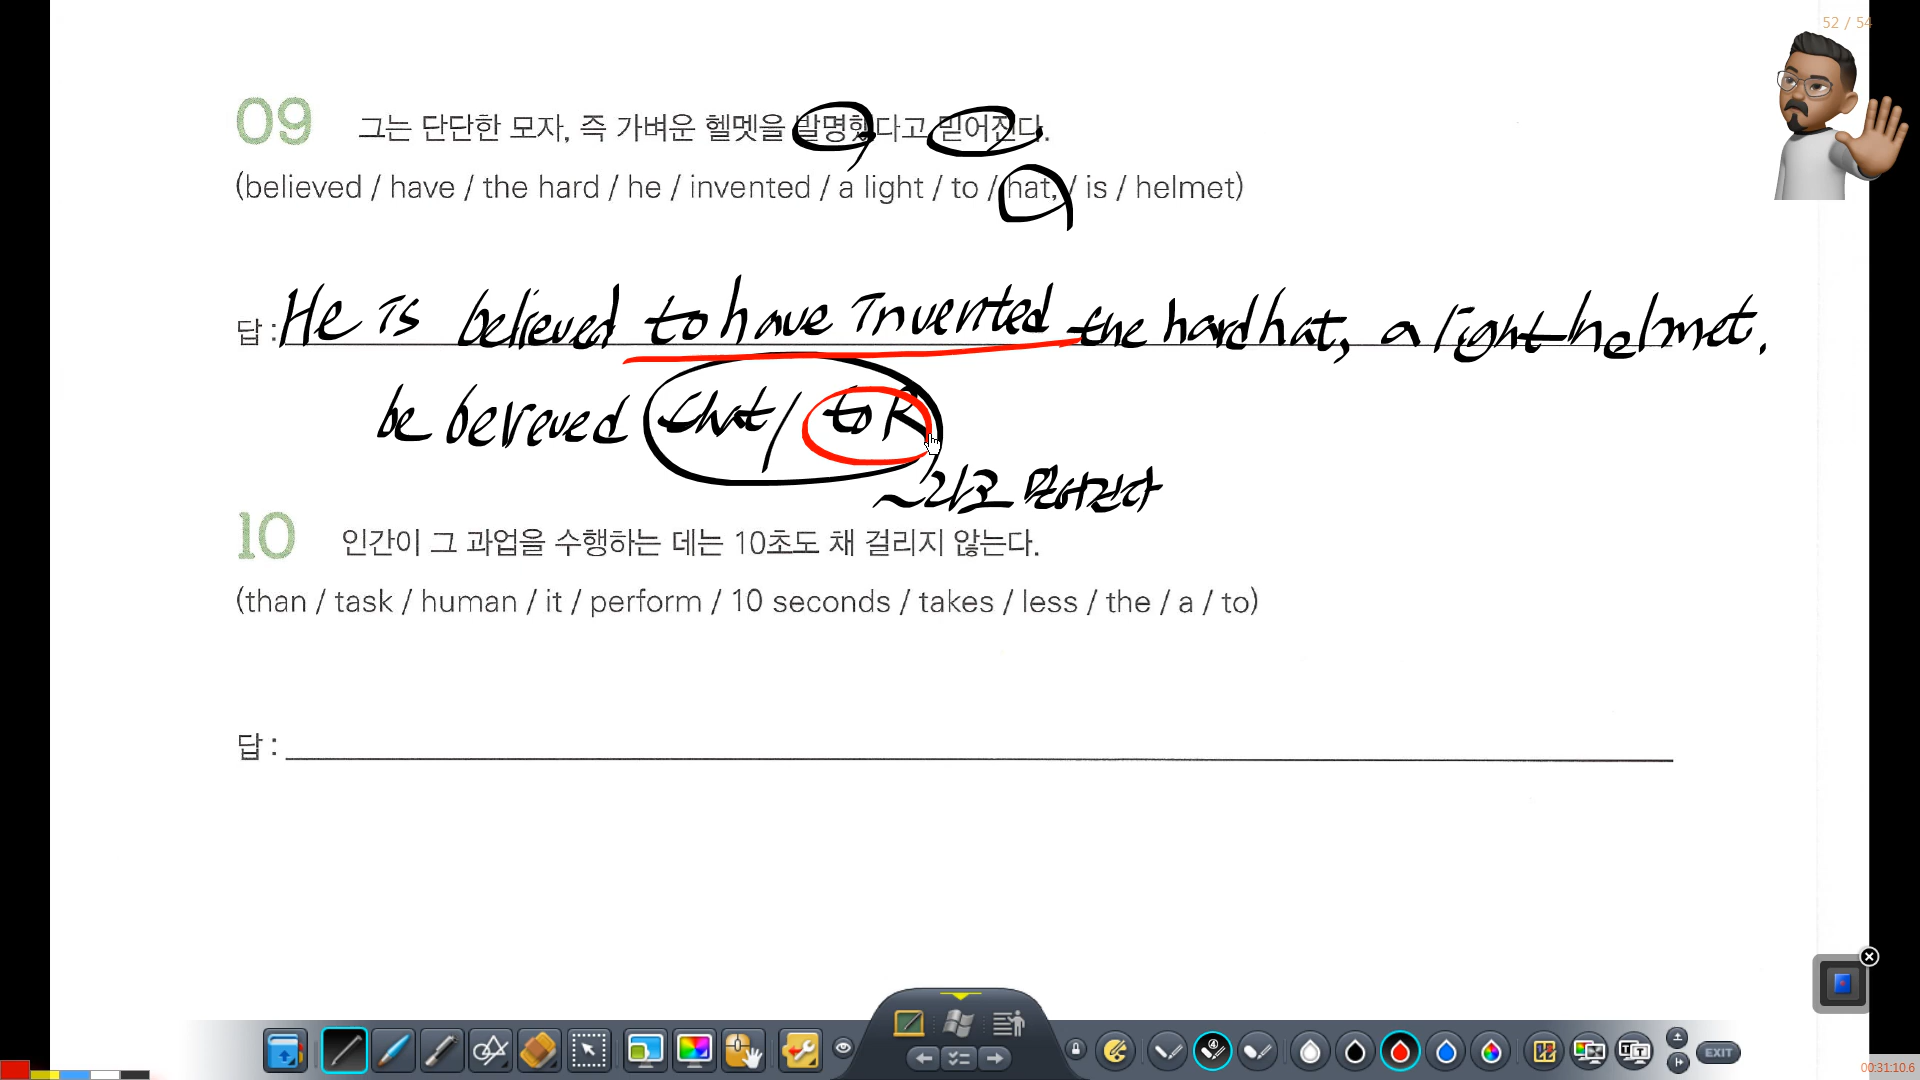 52 / 54
09 그는 단단한 모자, 즉 가벼운 헬멧을 발명했다고 믿어진다.
(believed / have / the hard / he / invented / a light / to / hat, / is / helmet)
답 : He is believed to have invented the hard hat, a light helmet.
be believed that / to R
~라고 믿어진다
10 인간이 그 과업을 수행하는 데는 10초도 채 걸리지 않는다.
(than / task / human / it / perform / 10 seconds / takes / less / the / a / to)
답 :
EXIT
00:31:10.6